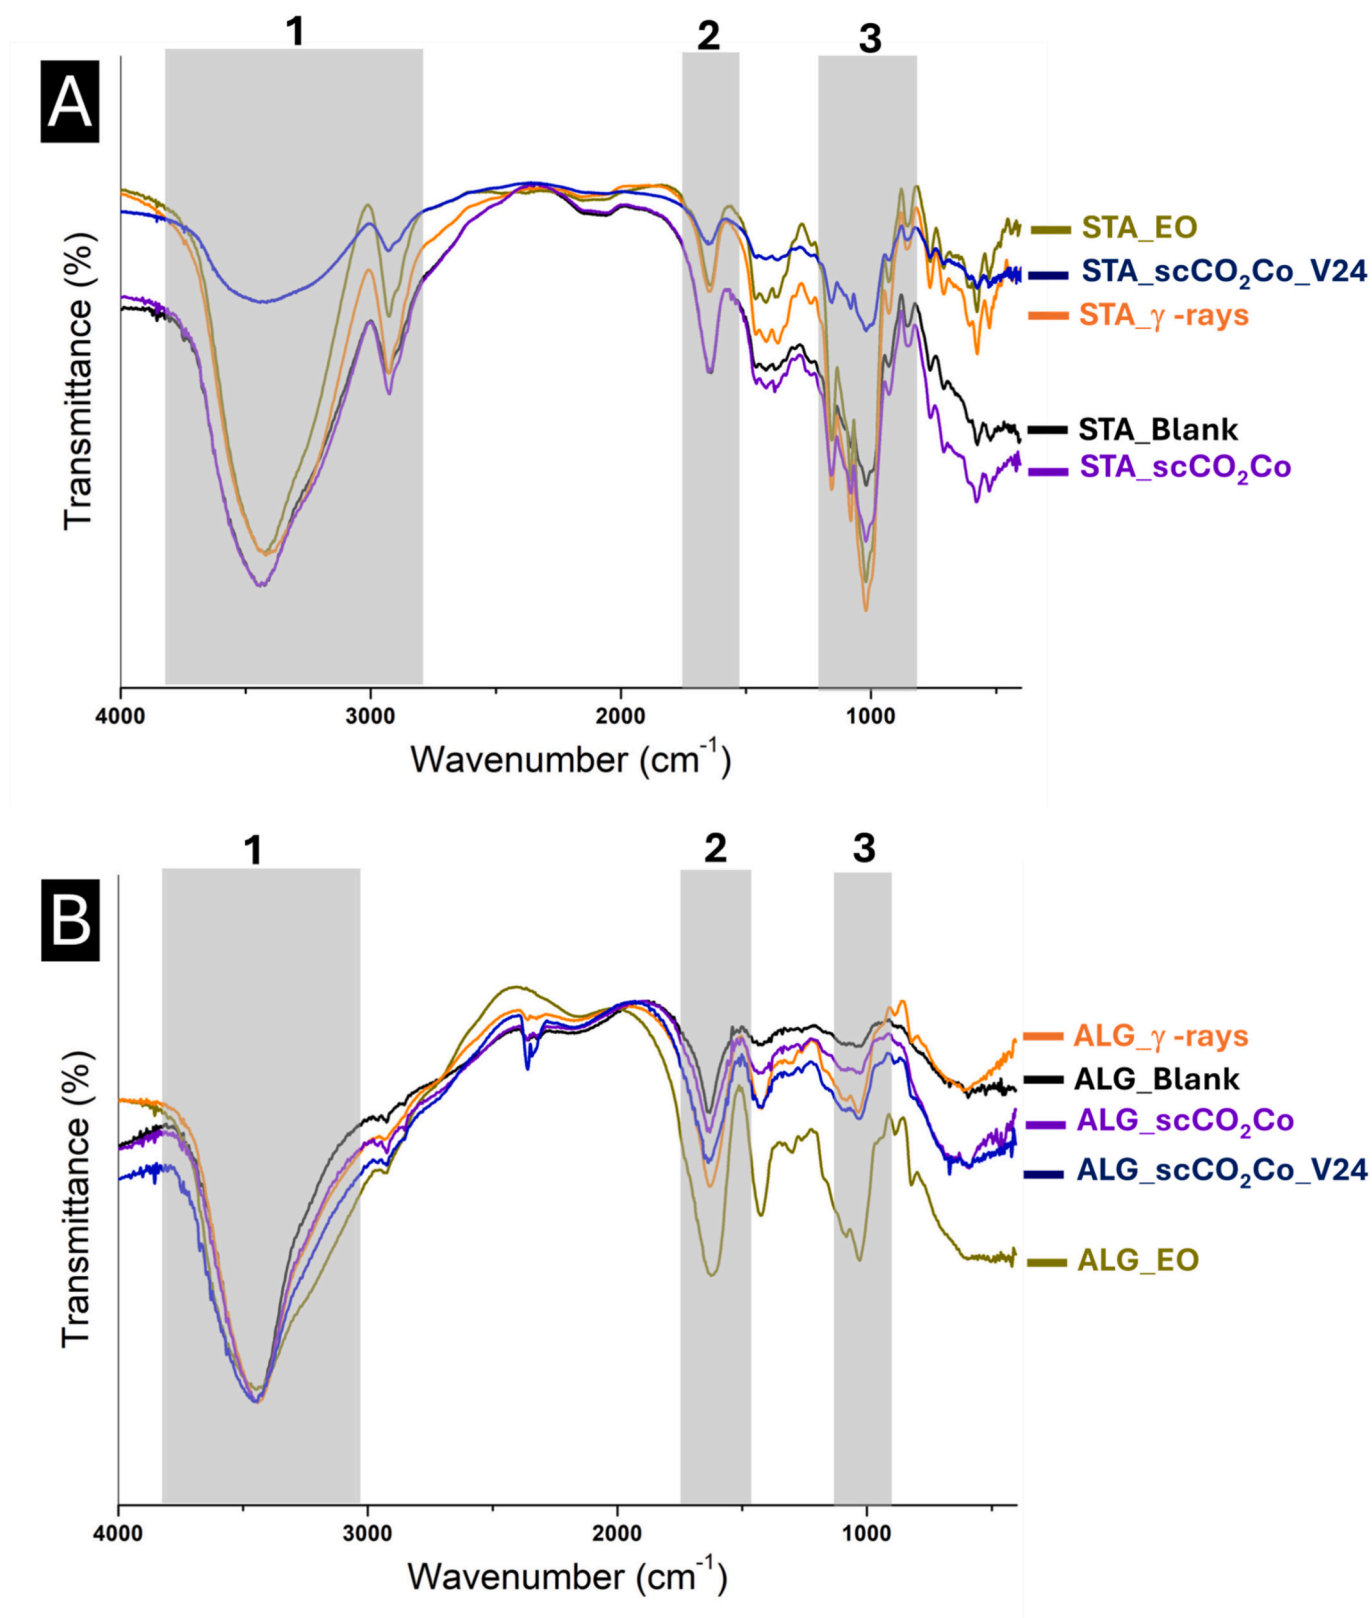 1 2 3
A
STA_EO
STA_scCO₂Co_V24
STA_γ -rays
STA_Blank
STA_scCO₂Co
Transmittance (%)
4000 3000 2000 1000
Wavenumber (cm⁻¹)
1 2 3
B
ALG_γ -rays
ALG_Blank
ALG_scCO₂Co
ALG_scCO₂Co_V24
ALG_EO
Transmittance (%)
4000 3000 2000 1000
Wavenumber (cm⁻¹)